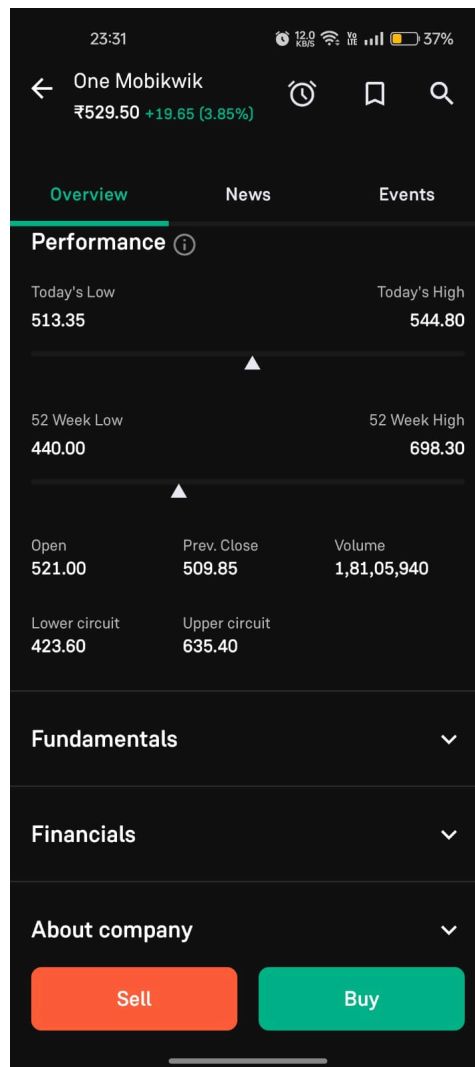 23:31 12.0 KB/S Vo LTE 37%
One Mobikwik
₹529.50 +19.65 (3.85%)
Overview News Events
Performance
Today's Low Today's High
513.35 544.80
52 Week Low 52 Week High
440.00 698.30
Open Prev. Close Volume
521.00 509.85 1,81,05,940
Lower circuit Upper circuit
423.60 635.40
Fundamentals
Financials
About company
Sell Buy